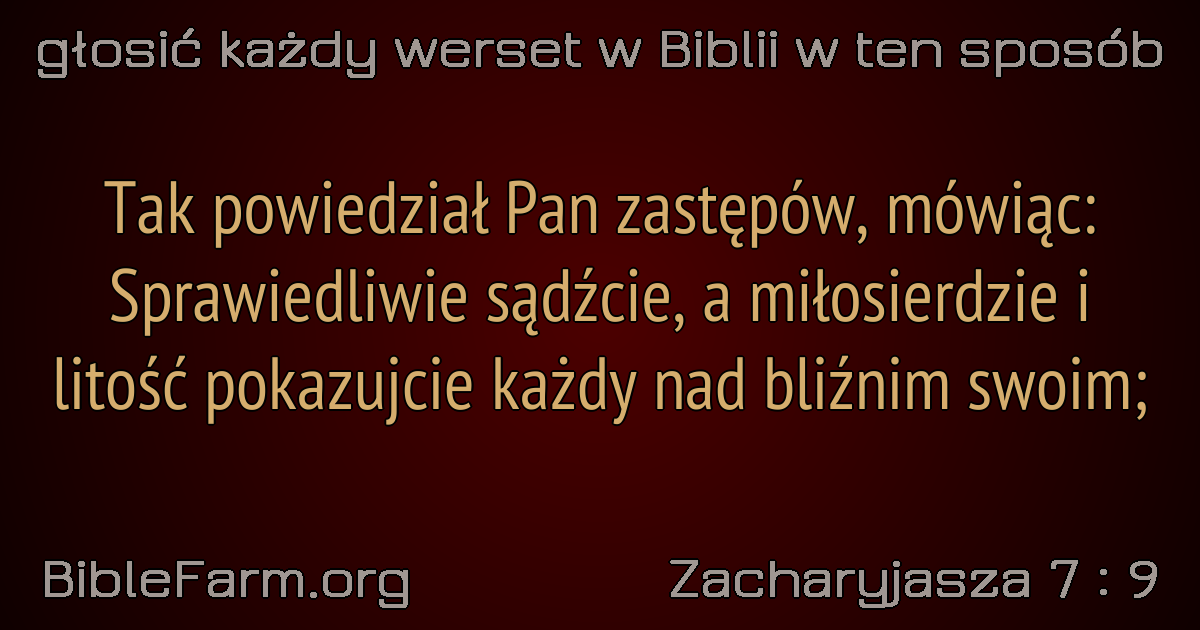 głosić każdy werset w Biblii w ten sposób
Tak powiedział Pan zastępów, mówiąc:
Sprawiedliwie sądźcie, a miłosierdzie i
litość pokazujcie każdy nad bliźnim swoim;
BibleFarm.org
Zacharyjasza 7 : 9